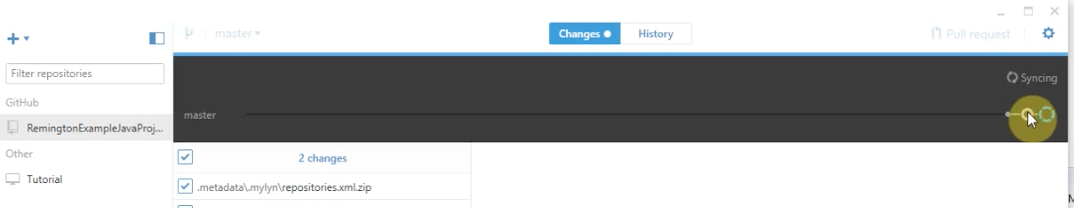 master
Changes
History
Pull request
Filter repositories
Syncing
GitHub
master
RemingtonExampleJavaProj...
Other
2 changes
Tutorial
.metadata\.mylyn\repositories.xml.zip